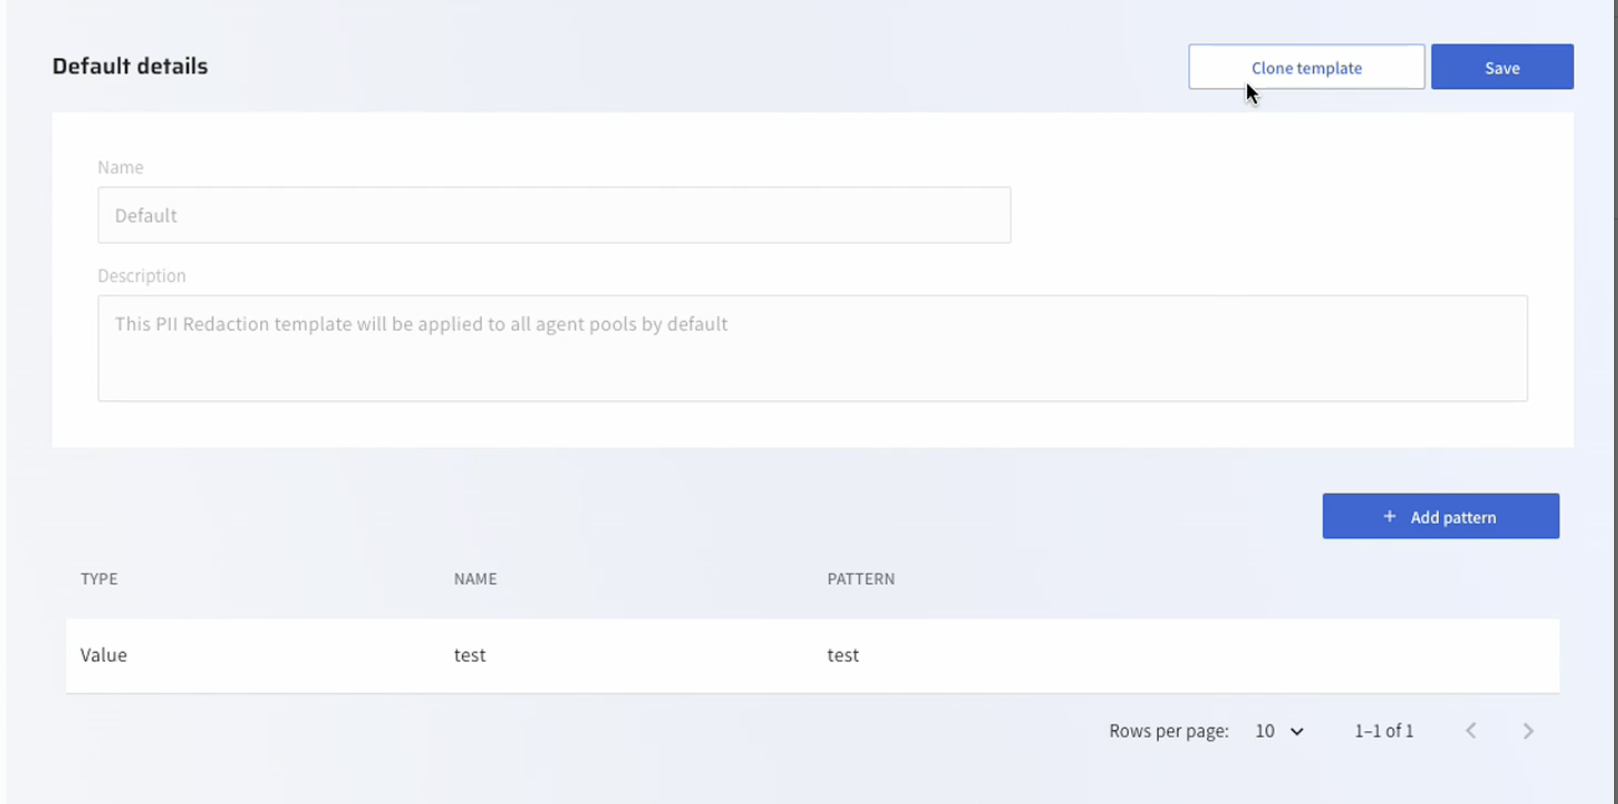 Default details
Clone template
Save
Name
Default
Description
This PII Redaction template will be applied to all agent pools by default
+ Add pattern
TYPE NAME PATTERN
Value test test
Rows per page: 10 1–1 of 1